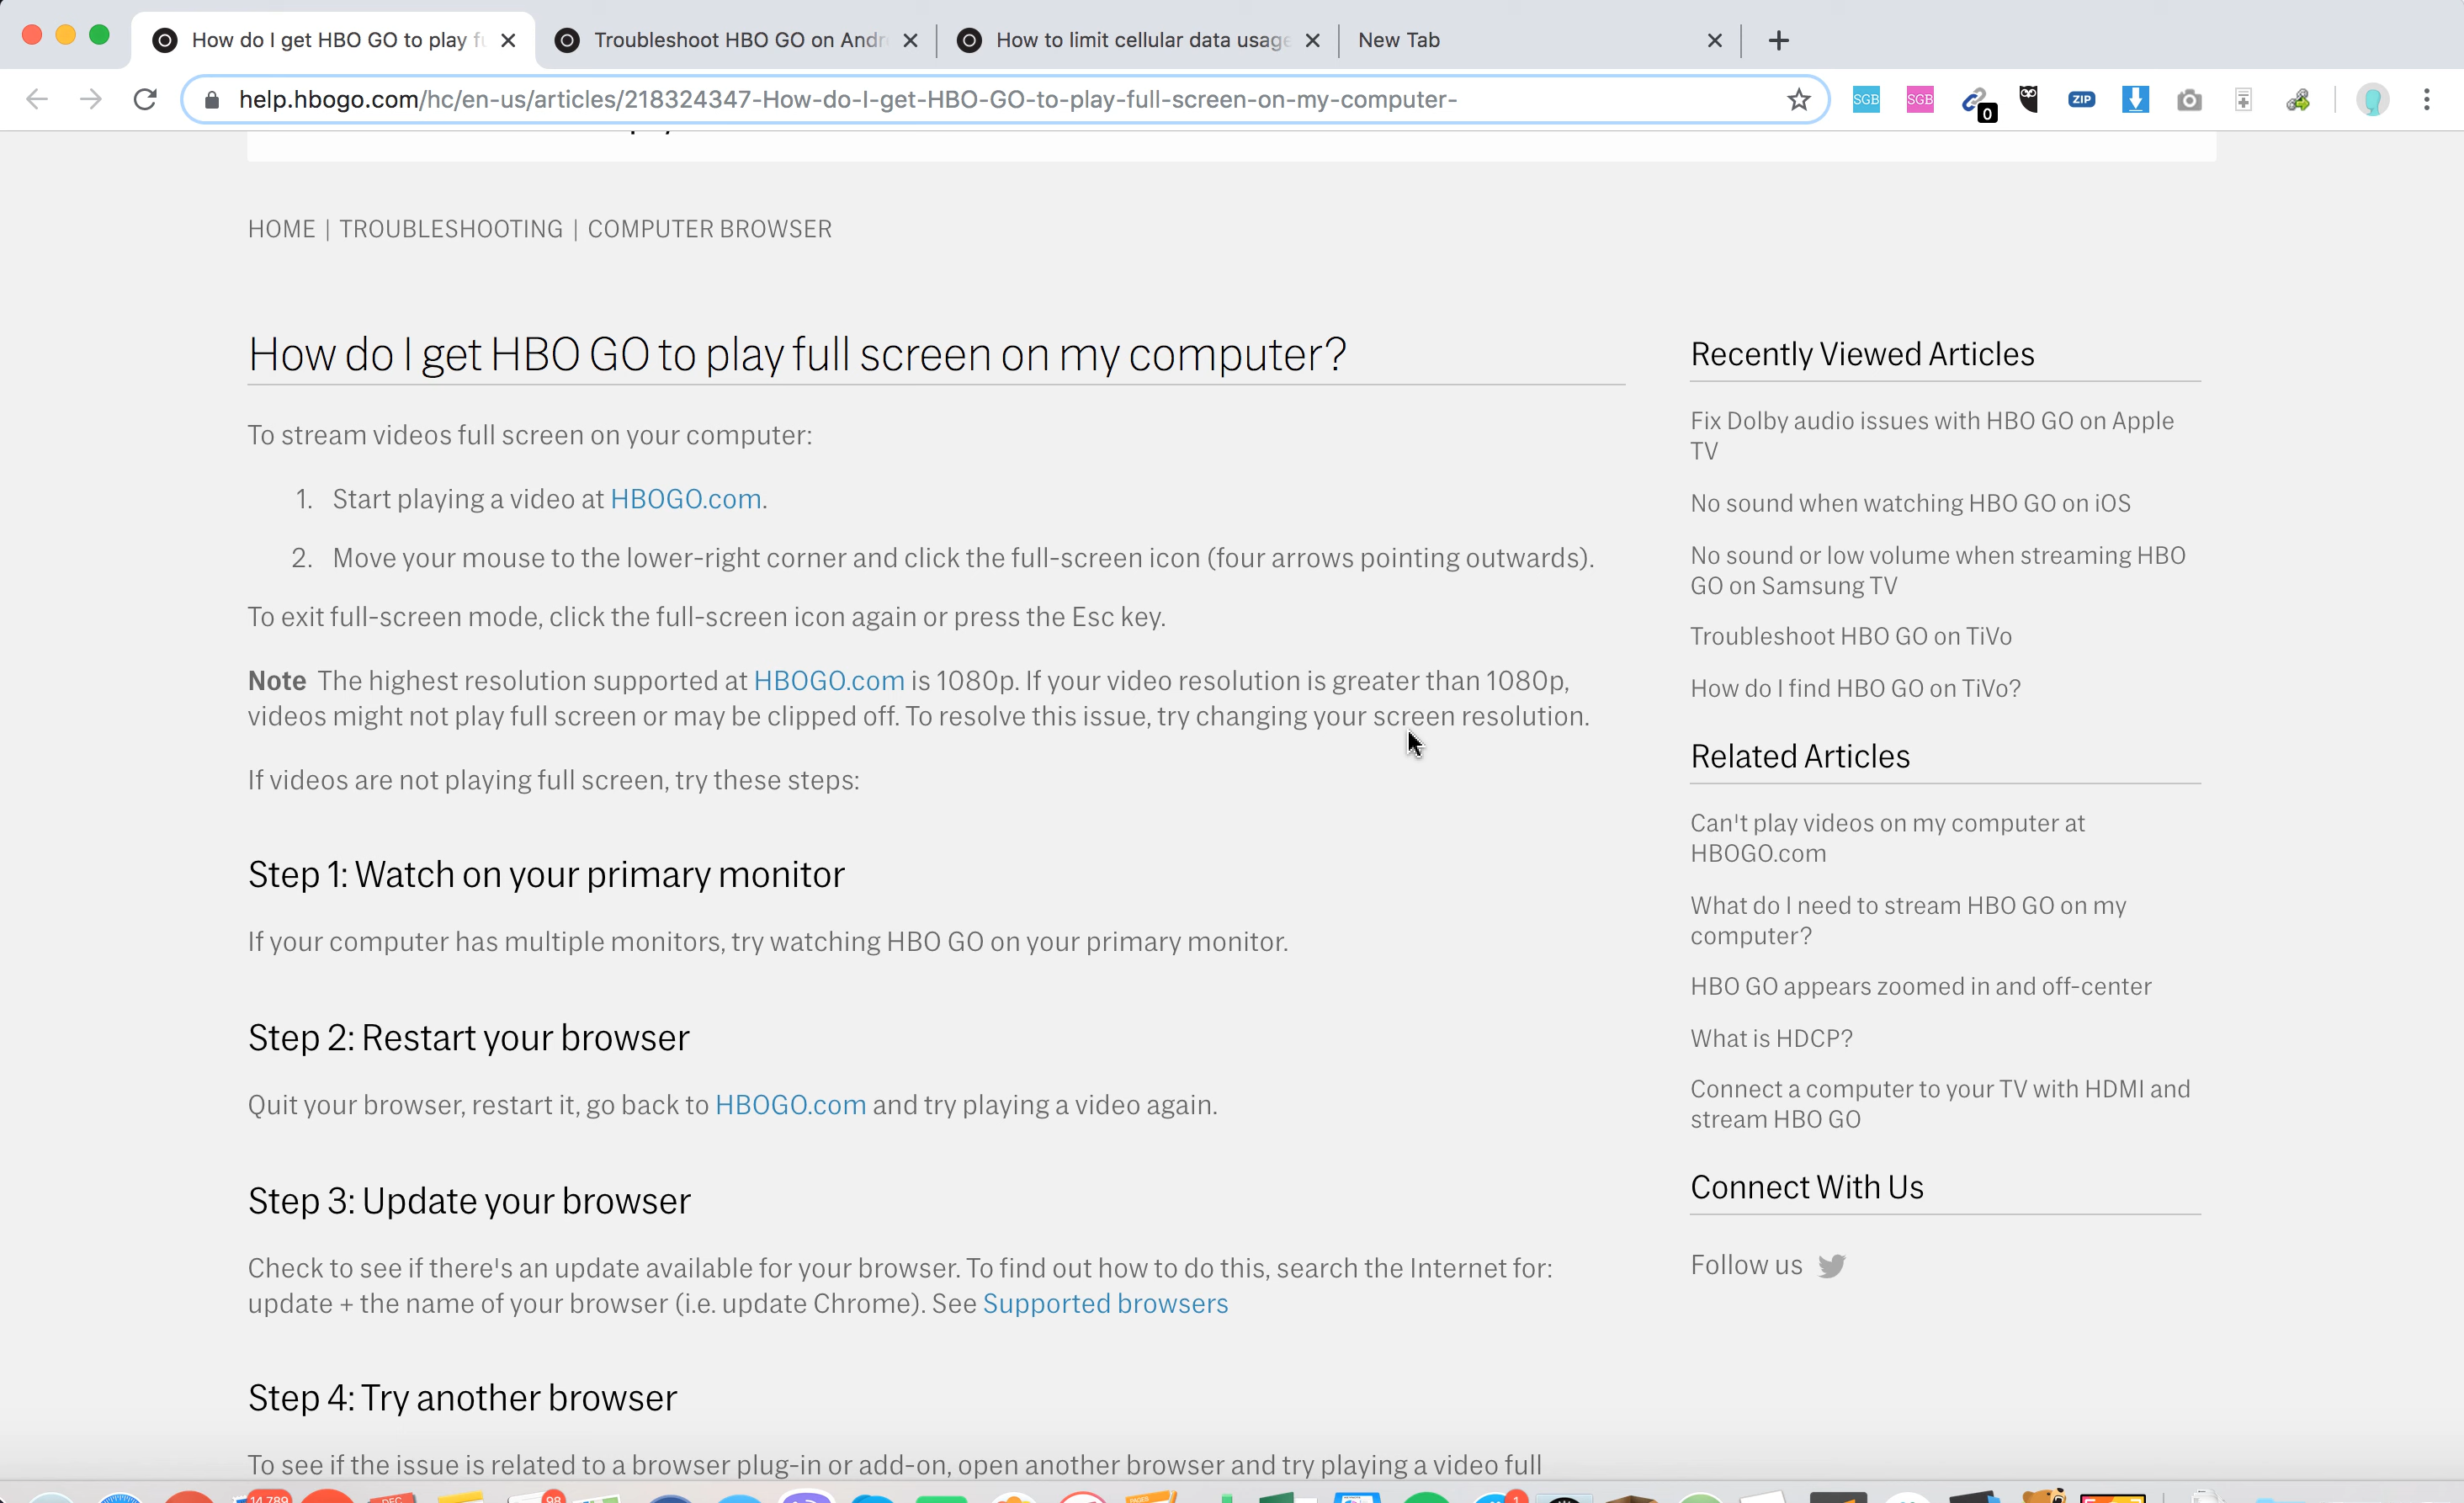 How do I get HBO GO to play fu
Troubleshoot HBO GO on Andr
How to limit cellular data usage
New Tab
help.hbogo.com/hc/en-us/articles/218324347-How-do-I-get-HBO-GO-to-play-full-screen-on-my-computer-
SGB
SGB
0
ZIP
HOME | TROUBLESHOOTING | COMPUTER BROWSER
How do I get HBO GO to play full screen on my computer?
To stream videos full screen on your computer:
1. Start playing a video at HBOGO.com.
2. Move your mouse to the lower-right corner and click the full-screen icon (four arrows pointing outwards).
To exit full-screen mode, click the full-screen icon again or press the Esc key.
Note The highest resolution supported at HBOGO.com is 1080p. If your video resolution is greater than 1080p,
videos might not play full screen or may be clipped off. To resolve this issue, try changing your screen resolution.
If videos are not playing full screen, try these steps:
Step 1: Watch on your primary monitor
If your computer has multiple monitors, try watching HBO GO on your primary monitor.
Step 2: Restart your browser
Quit your browser, restart it, go back to HBOGO.com and try playing a video again.
Step 3: Update your browser
Check to see if there's an update available for your browser. To find out how to do this, search the Internet for:
update + the name of your browser (i.e. update Chrome). See Supported browsers
Step 4: Try another browser
To see if the issue is related to a browser plug-in or add-on, open another browser and try playing a video full
Recently Viewed Articles
Fix Dolby audio issues with HBO GO on Apple
TV
No sound when watching HBO GO on iOS
No sound or low volume when streaming HBO
GO on Samsung TV
Troubleshoot HBO GO on TiVo
How do I find HBO GO on TiVo?
Related Articles
Can't play videos on my computer at
HBOGO.com
What do I need to stream HBO GO on my
computer?
HBO GO appears zoomed in and off-center
What is HDCP?
Connect a computer to your TV with HDMI and
stream HBO GO
Connect With Us
Follow us
14,789
DEC
98
PAGES
1